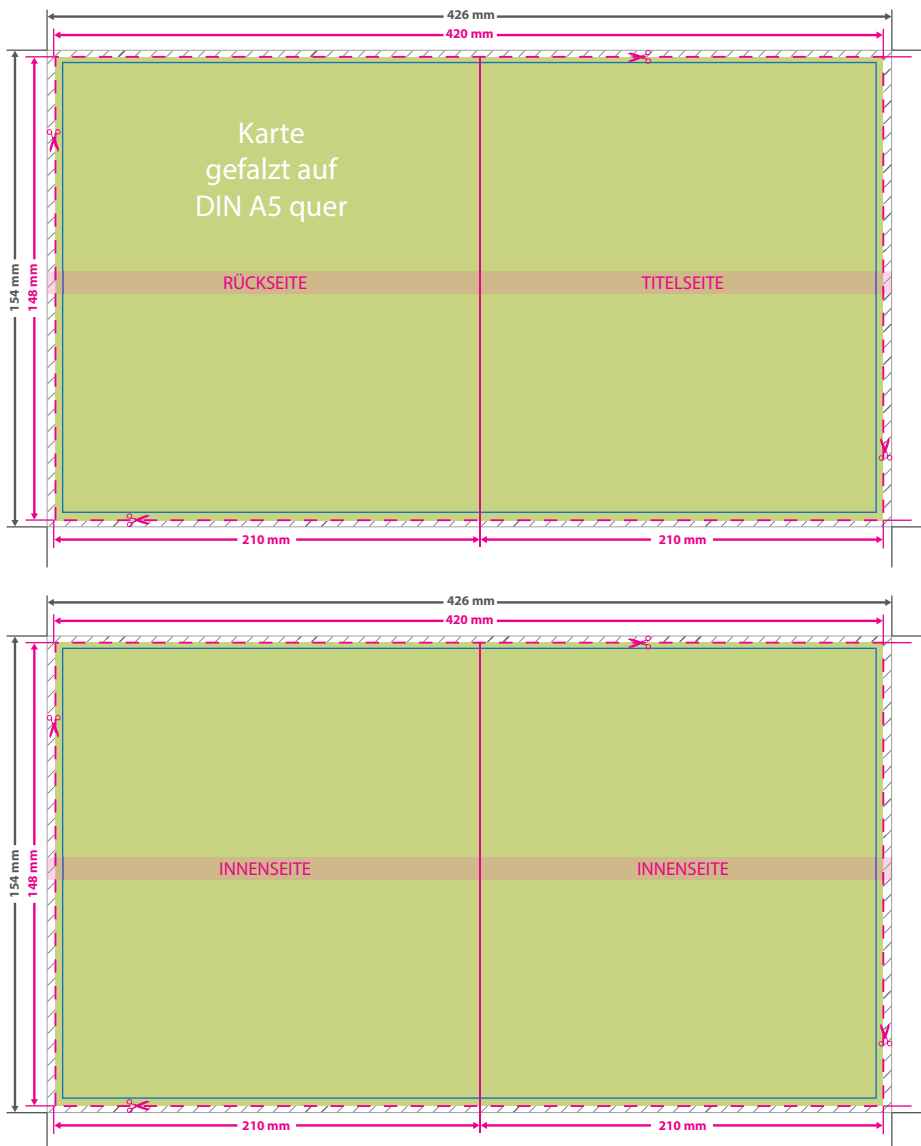 426 mm
420 mm
Karte
gefalzt auf
DIN A5 quer
154 mm
148 mm
RÜCKSEITE
TITELSEITE
210 mm
210 mm
426 mm
420 mm
154 mm
148 mm
INNENSEITE
INNENSEITE
210 mm
210 mm